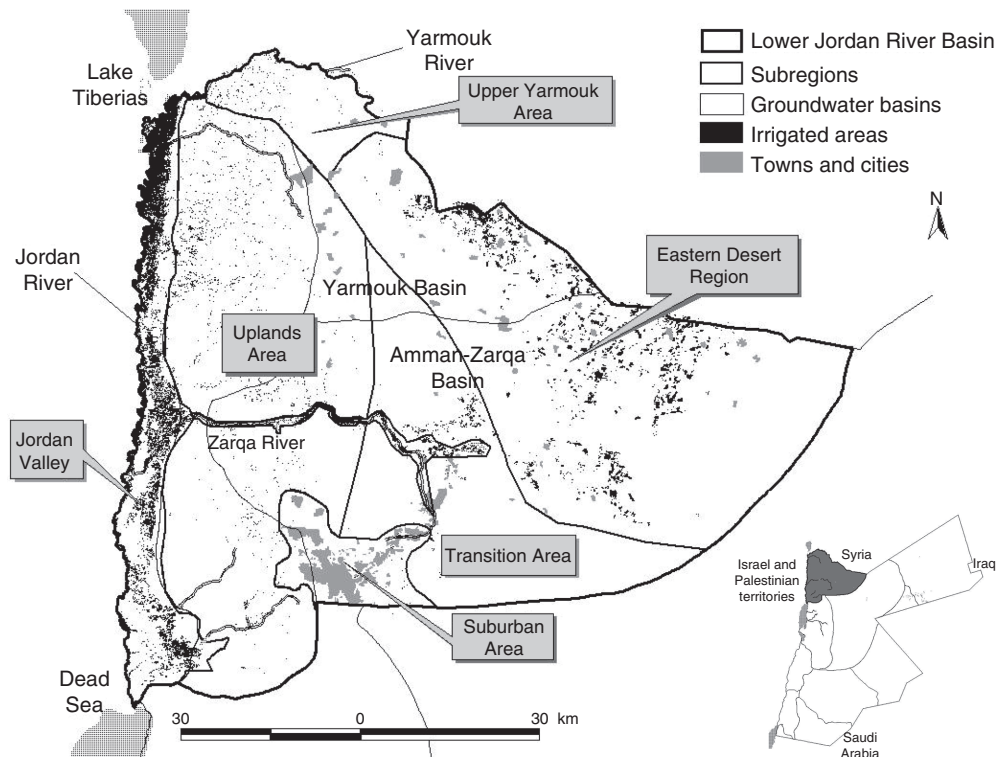 Lake
Tiberias
Yarmouk
River
Upper Yarmouk
Area
Lower Jordan River Basin
Subregions
Groundwater basins
Irrigated areas
Towns and cities
N
Jordan
River
Eastern Desert
Region
Yarmouk Basin
Uplands
Area
Amman-Zarqa
Basin
Jordan
Valley
Zarqa River
Transition Area
Suburban
Area
Dead
Sea
30 0 30 km
Israel and
Palestinian
territories
Syria
Iraq
Saudi
Arabia